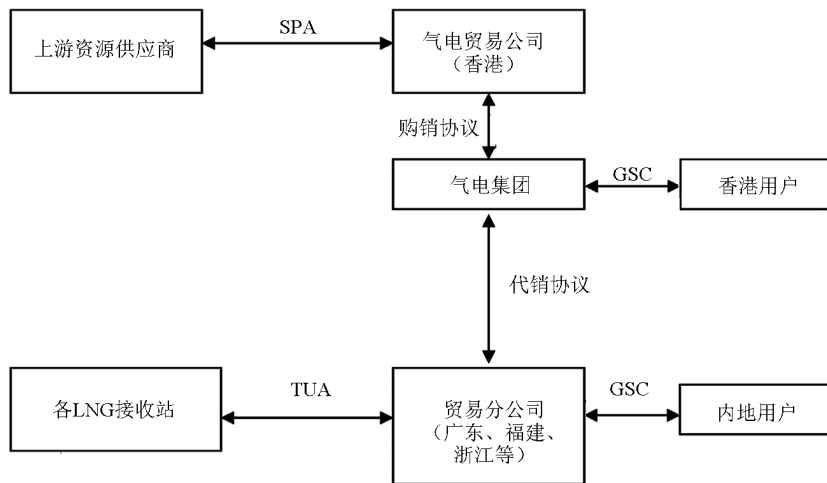 上游资源供应商
SPA
气电贸易公司
（香港）
购销协议
气电集团
GSC
香港用户
代销协议
各LNG接收站
TUA
贸易分公司
（广东、福建、
浙江等）
GSC
内地用户